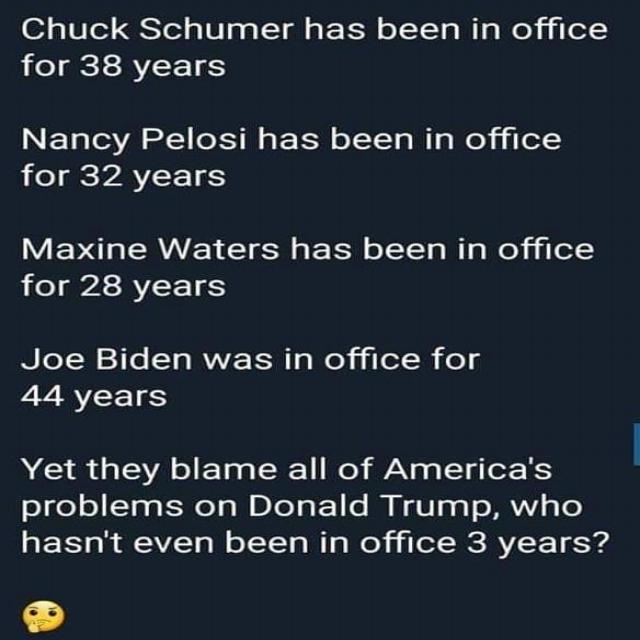 Chuck Schumer has been in office
for 38 years
Nancy Pelosi has been in office
for 32 years
Maxine Waters has been in office
for 28 years
Joe Biden was in office for
44 years
Yet they blame all of America's
problems on Donald Trump, who
hasn't even been in office 3 years?
🤔